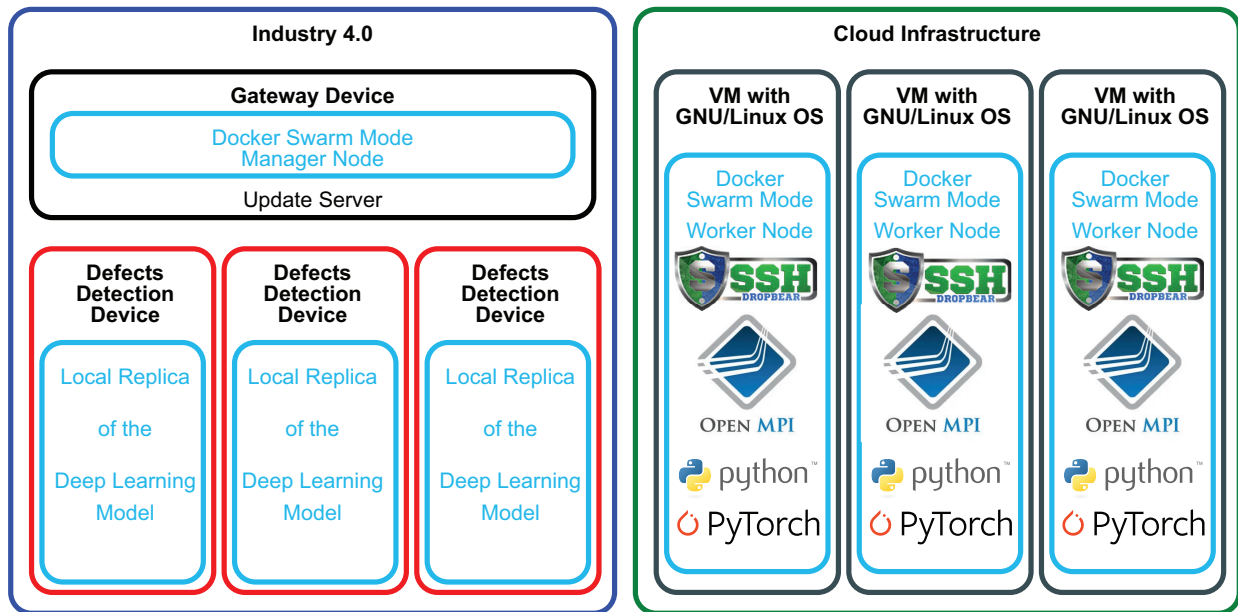 Industry 4.0
Gateway Device
Docker Swarm Mode
Manager Node
Update Server
Defects
Detection
Device
Local Replica
of the
Deep Learning
Model
Defects
Detection
Device
Local Replica
of the
Deep Learning
Model
Defects
Detection
Device
Local Replica
of the
Deep Learning
Model
Cloud Infrastructure
VM with
GNU/Linux OS
Docker
Swarm Mode
Worker Node
S SSH
DROPBEAR
OPEN MPI
python™
PyTorch
VM with
GNU/Linux OS
Docker
Swarm Mode
Worker Node
S SSH
DROPBEAR
OPEN MPI
python™
PyTorch
VM with
GNU/Linux OS
Docker
Swarm Mode
Worker Node
S SSH
DROPBEAR
OPEN MPI
python™
PyTorch